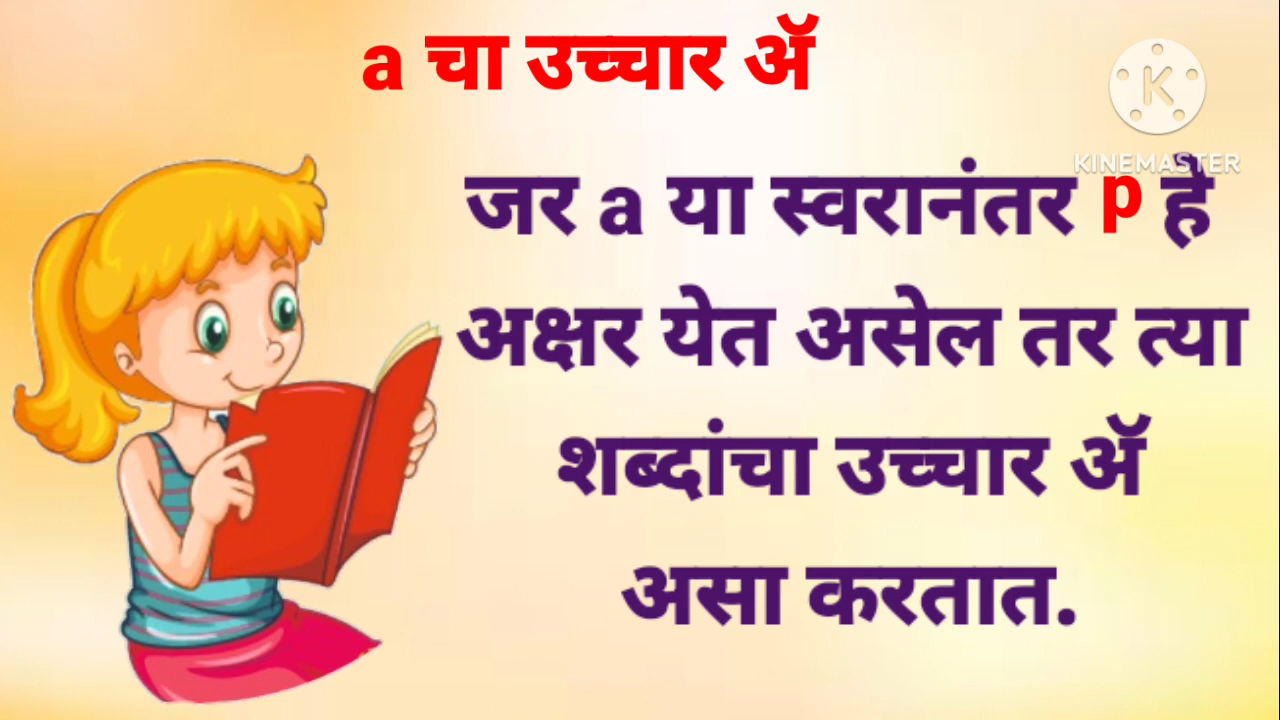 a चा उच्चार ॲ
K
KINEMASTER
जर a या स्वरानंतर p हे
अक्षर येत असेल तर त्या
शब्दांचा उच्चार ॲ
असा करतात.